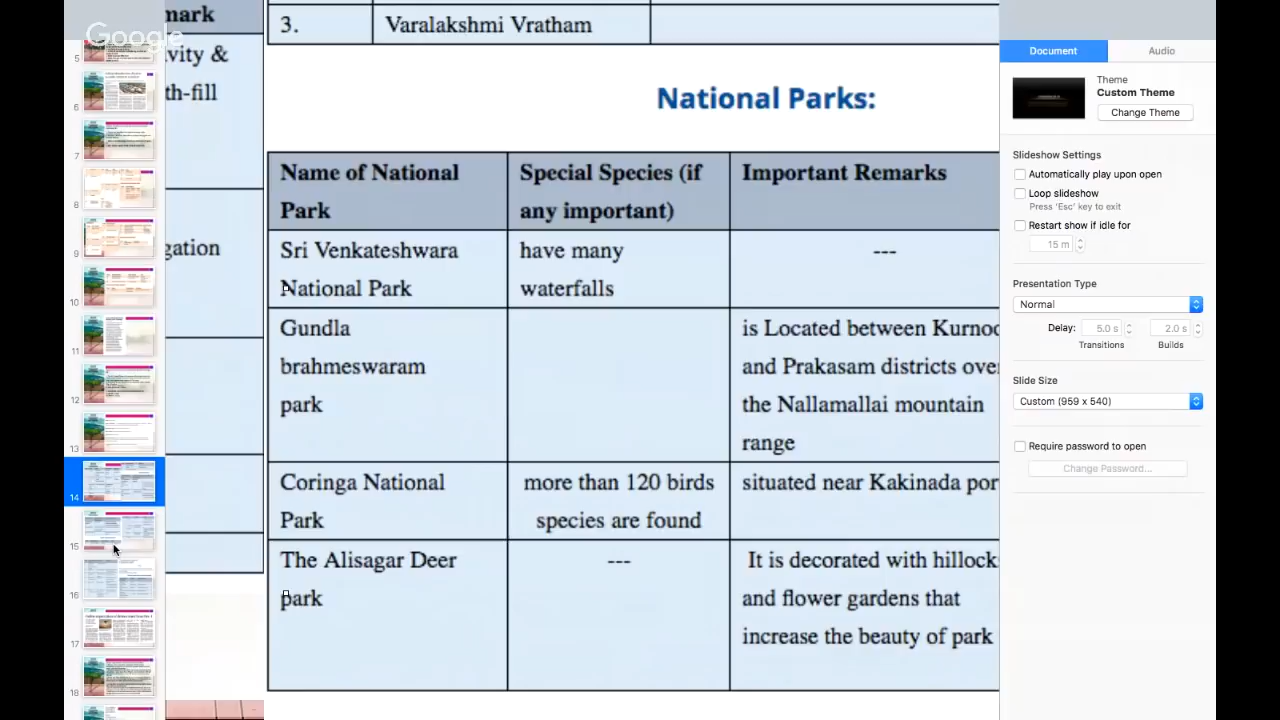 mark
Google
vity &
th-fill
gation
5
6
7
8
9
10
11
12
13
14
15
16
17
18
3. Varalakshmi Vratham
National Parks:
Name of National Special Species (if Important Remarks
Park any important)
Sri Venkateshwara have many ---
National Park waterfalls
Gundla is Located between Kurnoo
brahneswaram and Prakasam districts over
park the Nallamallai mountain
range
Coringa National More than 120 birds situated near Kakinada por
Park species are found
The Alisagar Deer --- It is decorated with hillock
and flower gardens that
increased beauty of park
Document Audio
Theme
Custom Theme
Change Theme
Slideshow Settings
Automatically play upon open
Loop slideshow
Press 'Esc' key to exit
Restart show if idle for
15 m
Presentation Type
Normal
Delay: 5.0 s 2.0 s
Transitions Builds
Slide Size
Custom (959 x 540)
Require password to open
Change Password...